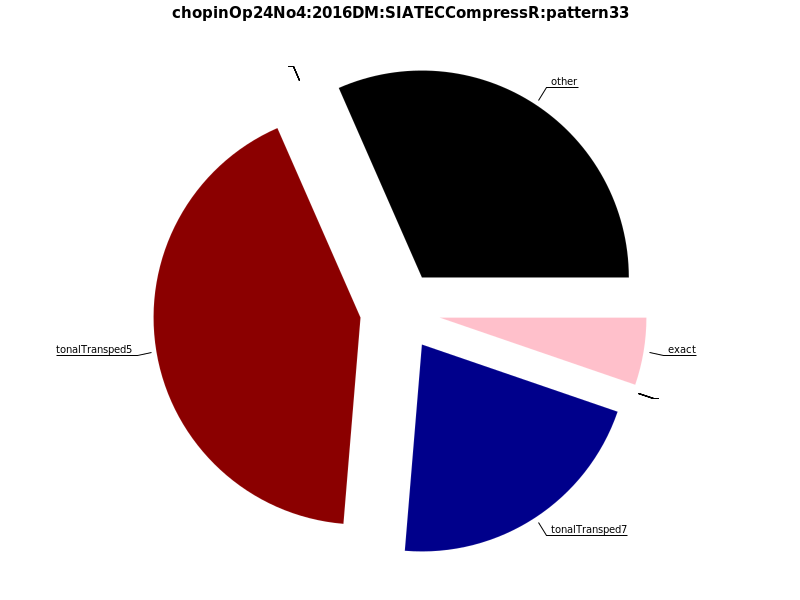 chopinOp24No4:2016DM:SIATECCompressR:pattern33
other
tonalTransped5
exact
tonalTransped7